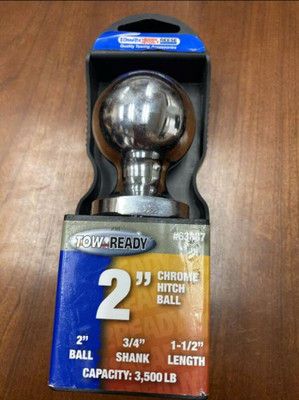 Quality Towing Accessories
TOW READY
2"
CHROME
HITCH
BALL
2" 3/4" 1-1/2"
BALL SHANK LENGTH
CAPACITY: 3,500 LB